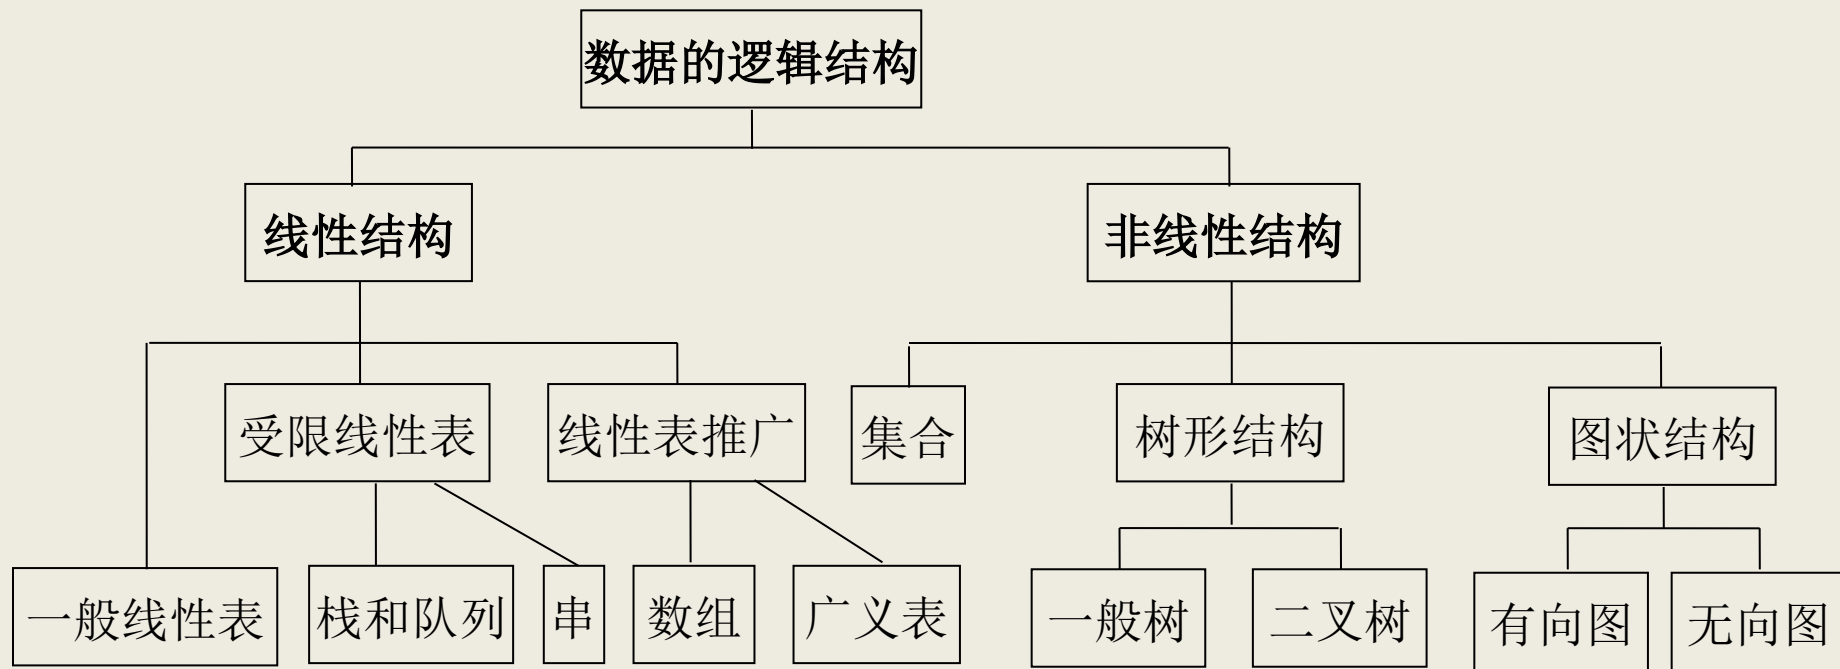 数据的逻辑结构
线性结构
非线性结构
受限线性表
线性表推广
集合
树形结构
图状结构
一般线性表
栈和队列
串
数组
广义表
一般树
二叉树
有向图
无向图